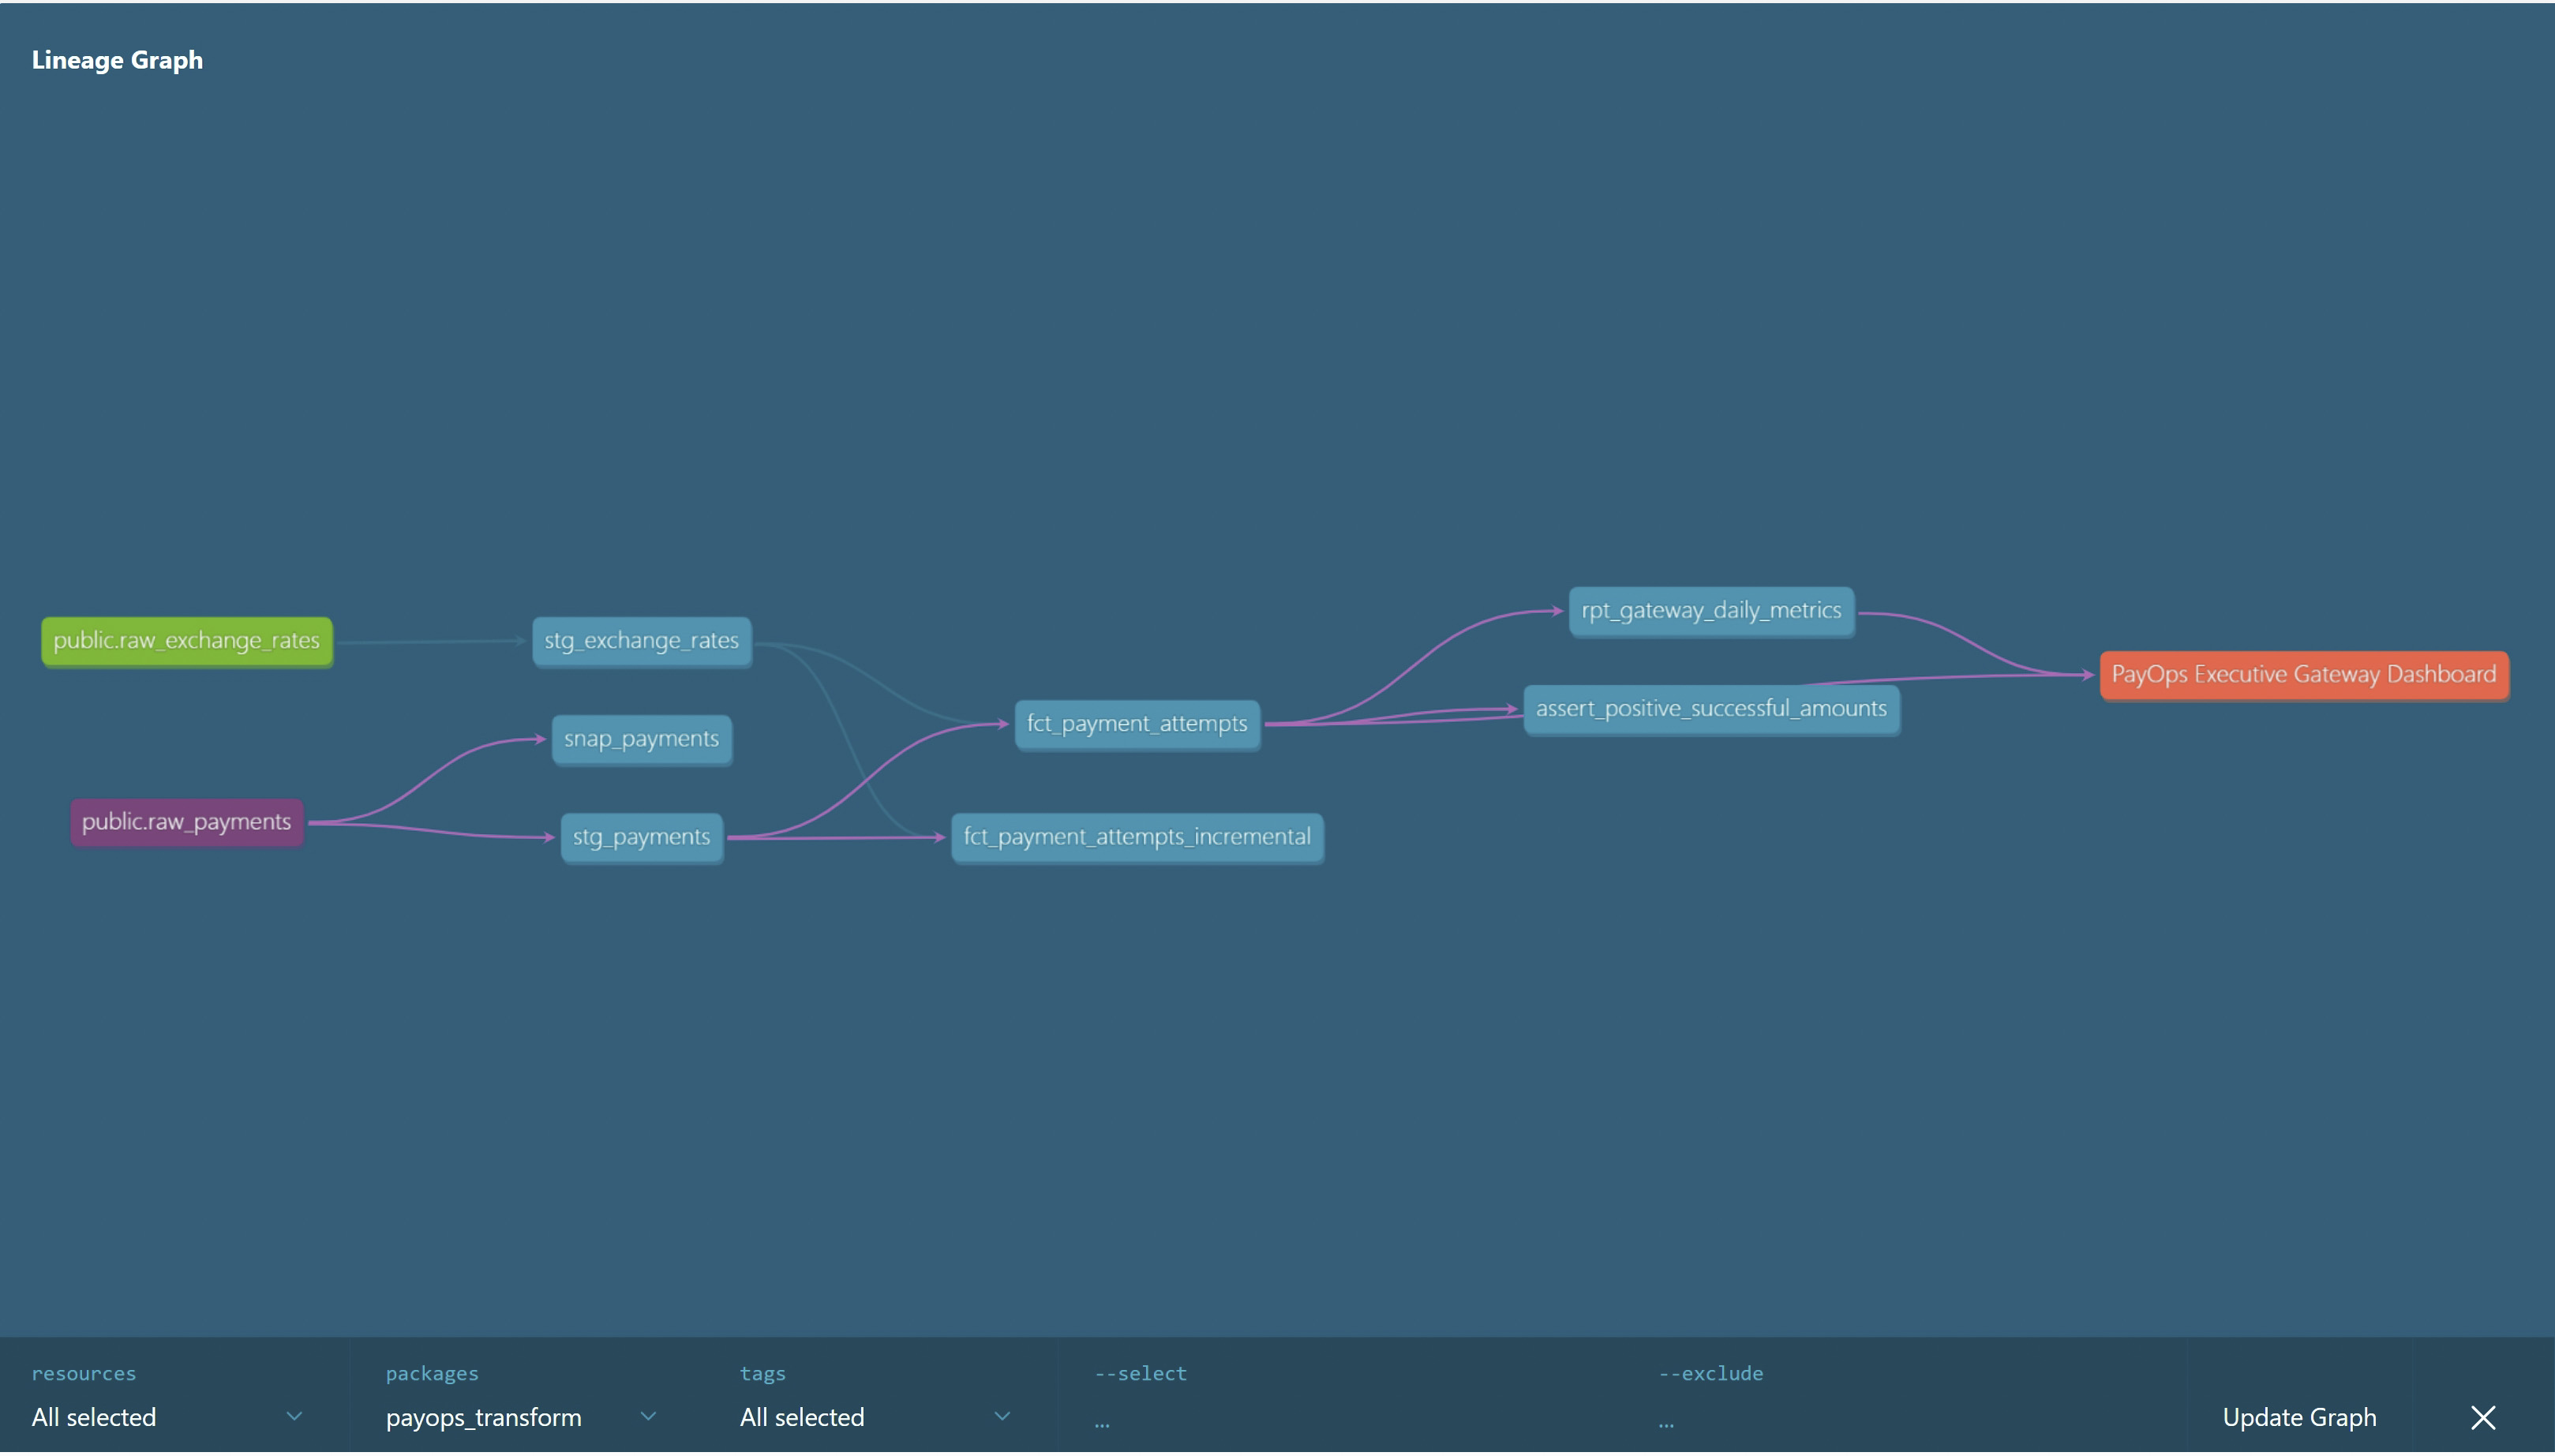 Lineage Graph
public.raw_exchange_rates
stg_exchange_rates
snap_payments
public.raw_payments
stg_payments
fct_payment_attempts
fct_payment_attempts_incremental
rpt_gateway_daily_metrics
assert_positive_successful_amounts
PayOps Executive Gateway Dashboard
resources
All selected
packages
payops_transform
tags
All selected
--select
...
--exclude
...
Update Graph